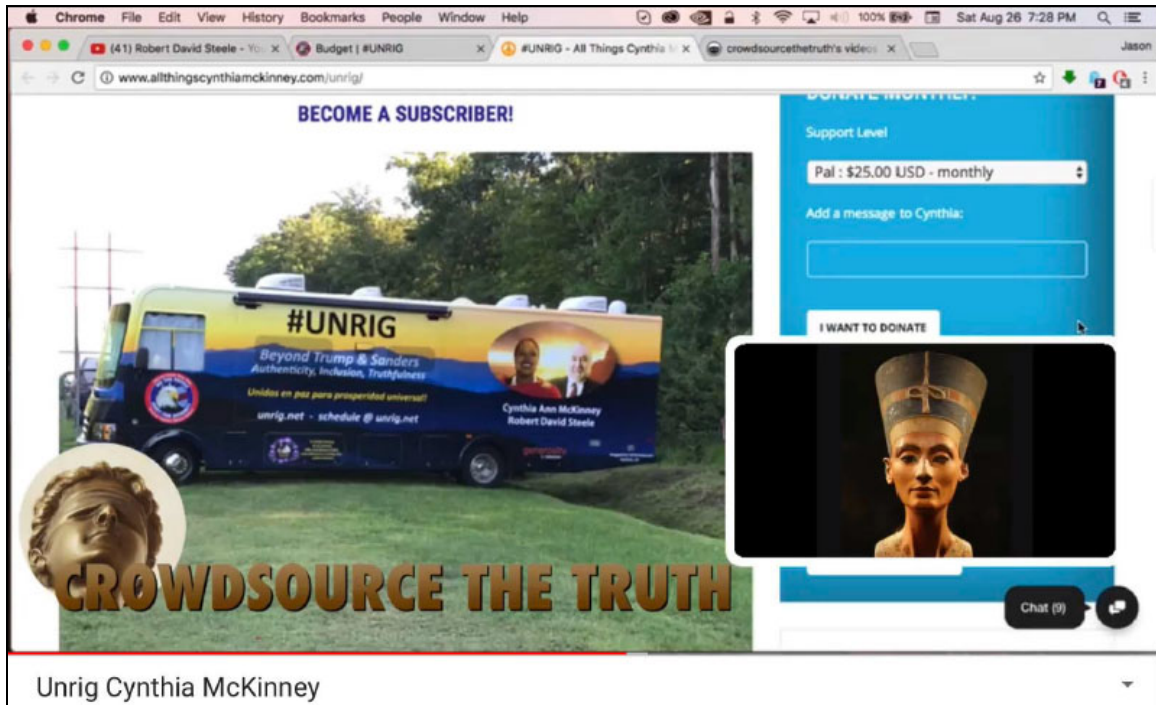 Chrome File Edit View History Bookmarks People Window Help 100% Sat Aug 26 7:28 PM
(41) Robert David Steele - Yo
Budget | #UNRIG
#UNRIG - All Things Cynthia M
crowdsourcethetruth's videos
Jason
www.allthingscynthiamckinney.com/unrig/
BECOME A SUBSCRIBER!
DONATE MONTHLY:
Support Level
Pal : $25.00 USD - monthly
Add a message to Cynthia:
I WANT TO DONATE
#UNRIG
Beyond Trump & Sanders
Authenticity, Inclusion, Truthfulness
Unidos en paz para prosperidad universal!!
unrig.net - schedule @ unrig.net
Cynthia Ann McKinney
Robert David Steele
CROWDSOURCE THE TRUTH
Chat (9)
Unrig Cynthia McKinney